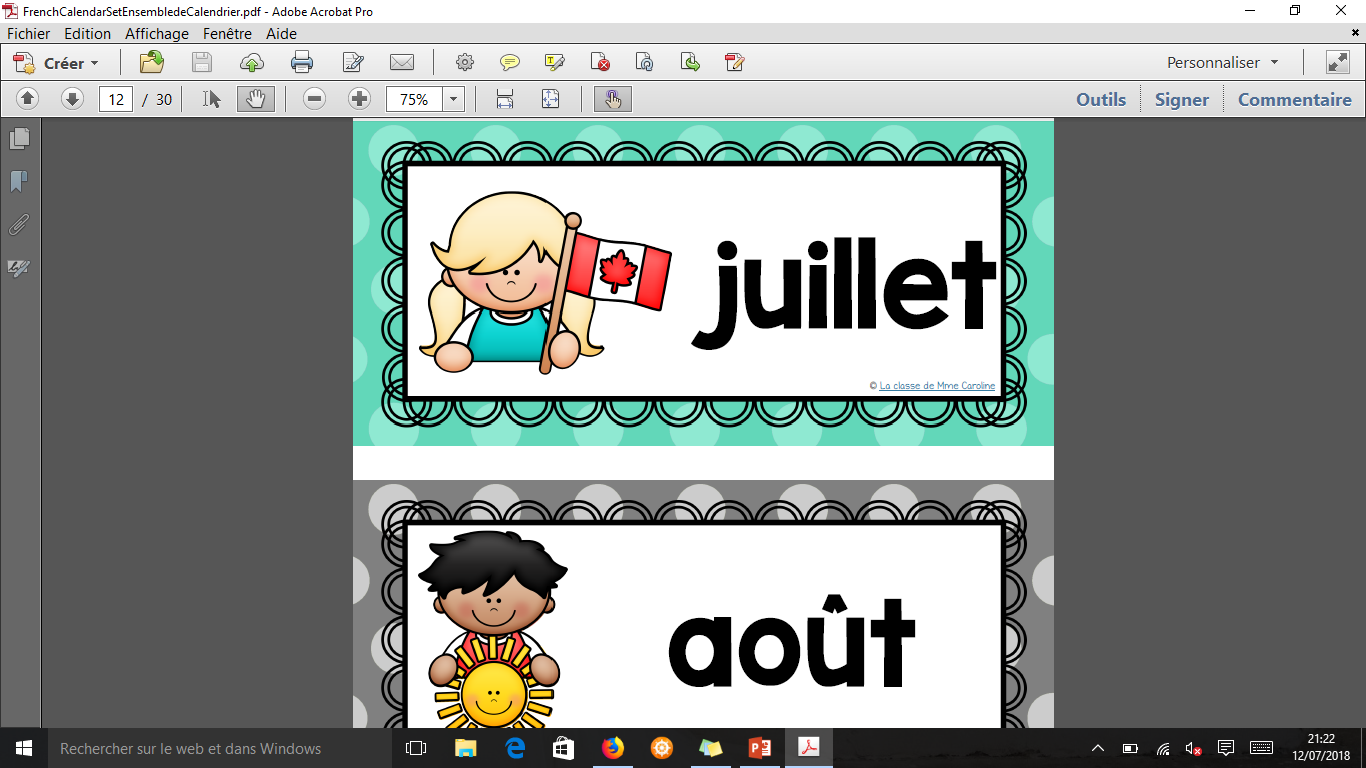 FrenchCalendarSetEnsembledeCalendrier.pdf - Adobe Acrobat Pro
Fichier Edition Affichage Fenêtre Aide
Créer Personnaliser
12 / 30 75% Outils Signer Commentaire
juillet
© La classe de Mme Caroline
août
Rechercher sur le web et dans Windows
21:22
12/07/2018